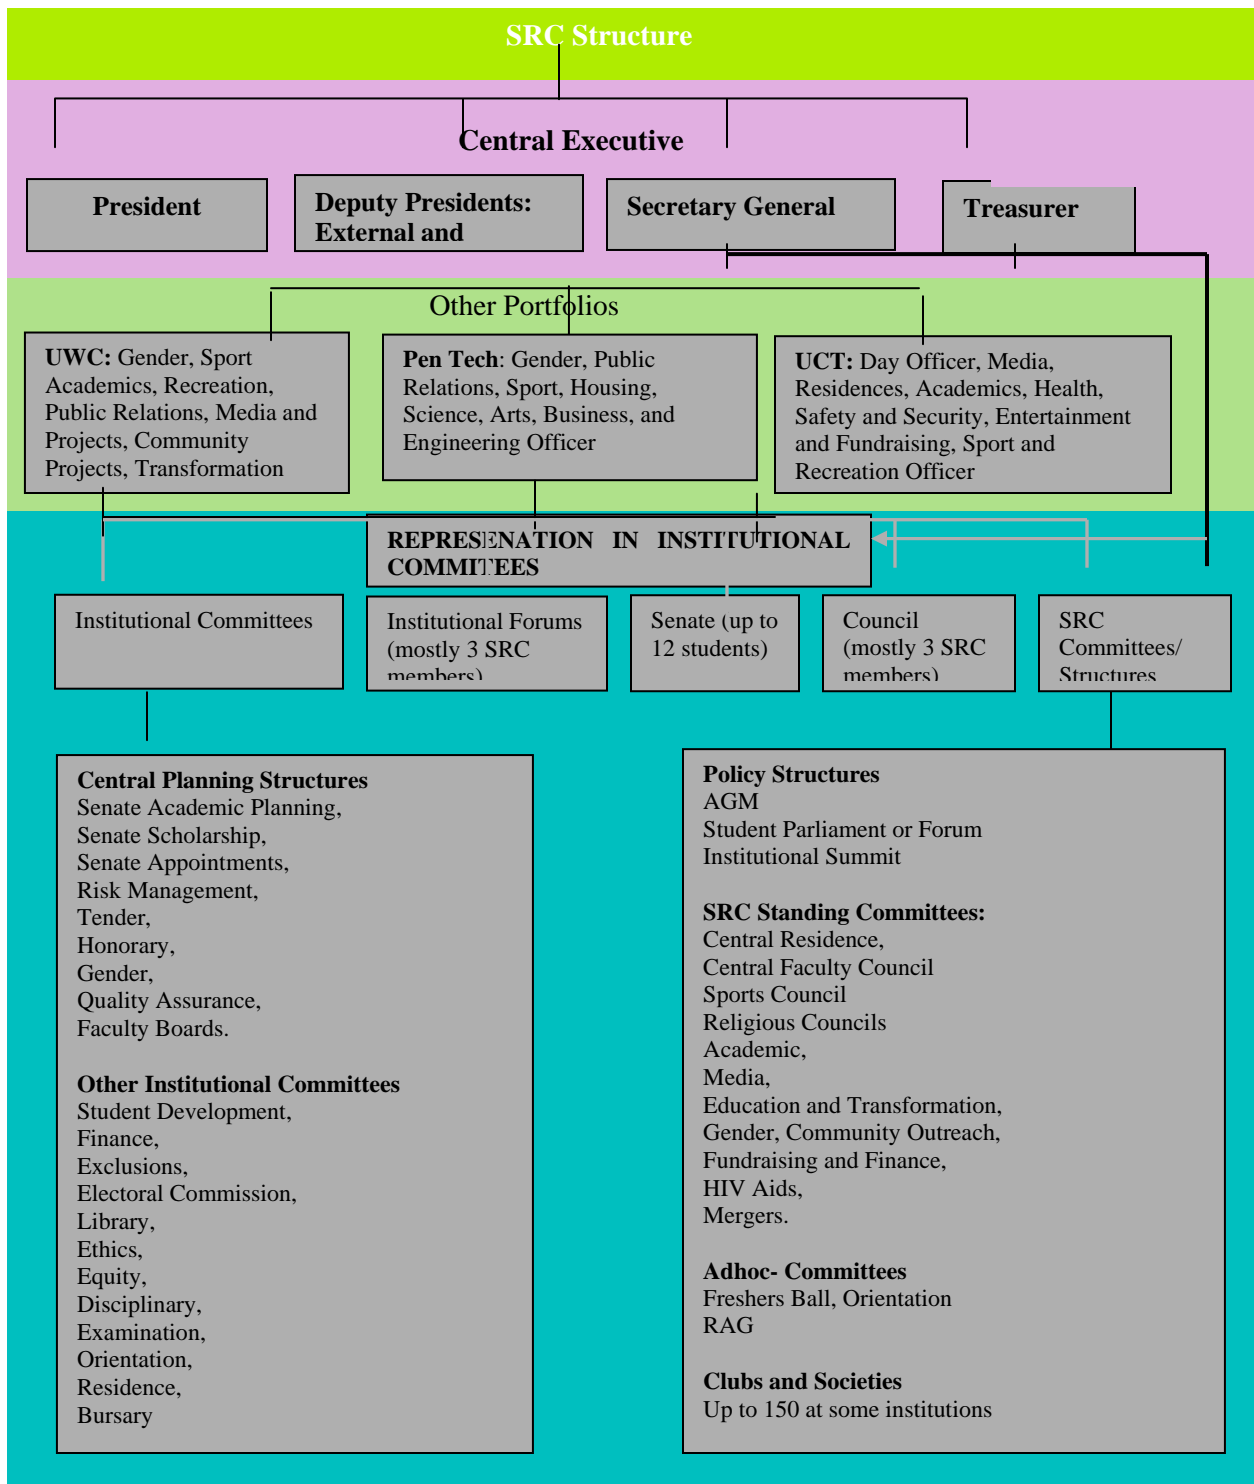 SRC Structure
Central Executive
President
Deputy Presidents:
External and
Secretary General
Treasurer
Other Portfolios
UWC: Gender, Sport
Academics, Recreation,
Public Relations, Media and
Projects, Community
Projects, Transformation
Pen Tech: Gender, Public
Relations, Sport, Housing,
Science, Arts, Business, and
Engineering Officer
UCT: Day Officer, Media,
Residences, Academics, Health,
Safety and Security, Entertainment
and Fundraising, Sport and
Recreation Officer
REPRESENATION IN INSTITUTIONAL
COMMITEES
Institutional Committees
Institutional Forums
(mostly 3 SRC
members)
Senate (up to
12 students)
Council
(mostly 3 SRC
members)
SRC
Committees/
Structures
Central Planning Structures
Senate Academic Planning,
Senate Scholarship,
Senate Appointments,
Risk Management,
Tender,
Honorary,
Gender,
Quality Assurance,
Faculty Boards.
Other Institutional Committees
Student Development,
Finance,
Exclusions,
Electoral Commission,
Library,
Ethics,
Equity,
Disciplinary,
Examination,
Orientation,
Residence,
Bursary
Policy Structures
AGM
Student Parliament or Forum
Institutional Summit
SRC Standing Committees:
Central Residence,
Central Faculty Council
Sports Council
Religious Councils
Academic,
Media,
Education and Transformation,
Gender, Community Outreach,
Fundraising and Finance,
HIV Aids,
Mergers.
Adhoc- Committees
Freshers Ball, Orientation
RAG
Clubs and Societies
Up to 150 at some institutions